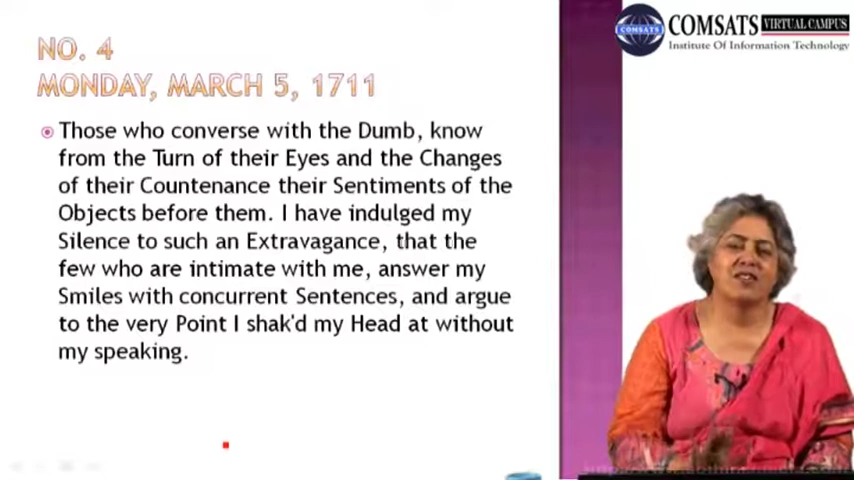 NO. 4
MONDAY, MARCH 5, 1711
Those who converse with the Dumb, know
from the Turn of their Eyes and the Changes
of their Countenance their Sentiments of the
Objects before them. I have indulged my
Silence to such an Extravagance, that the
few who are intimate with me, answer my
Smiles with concurrent Sentences, and argue
to the very Point I shak'd my Head at without
my speaking.
COMSATS
COMSATS VIRTUAL CAMPUS
Institute Of Information Technology